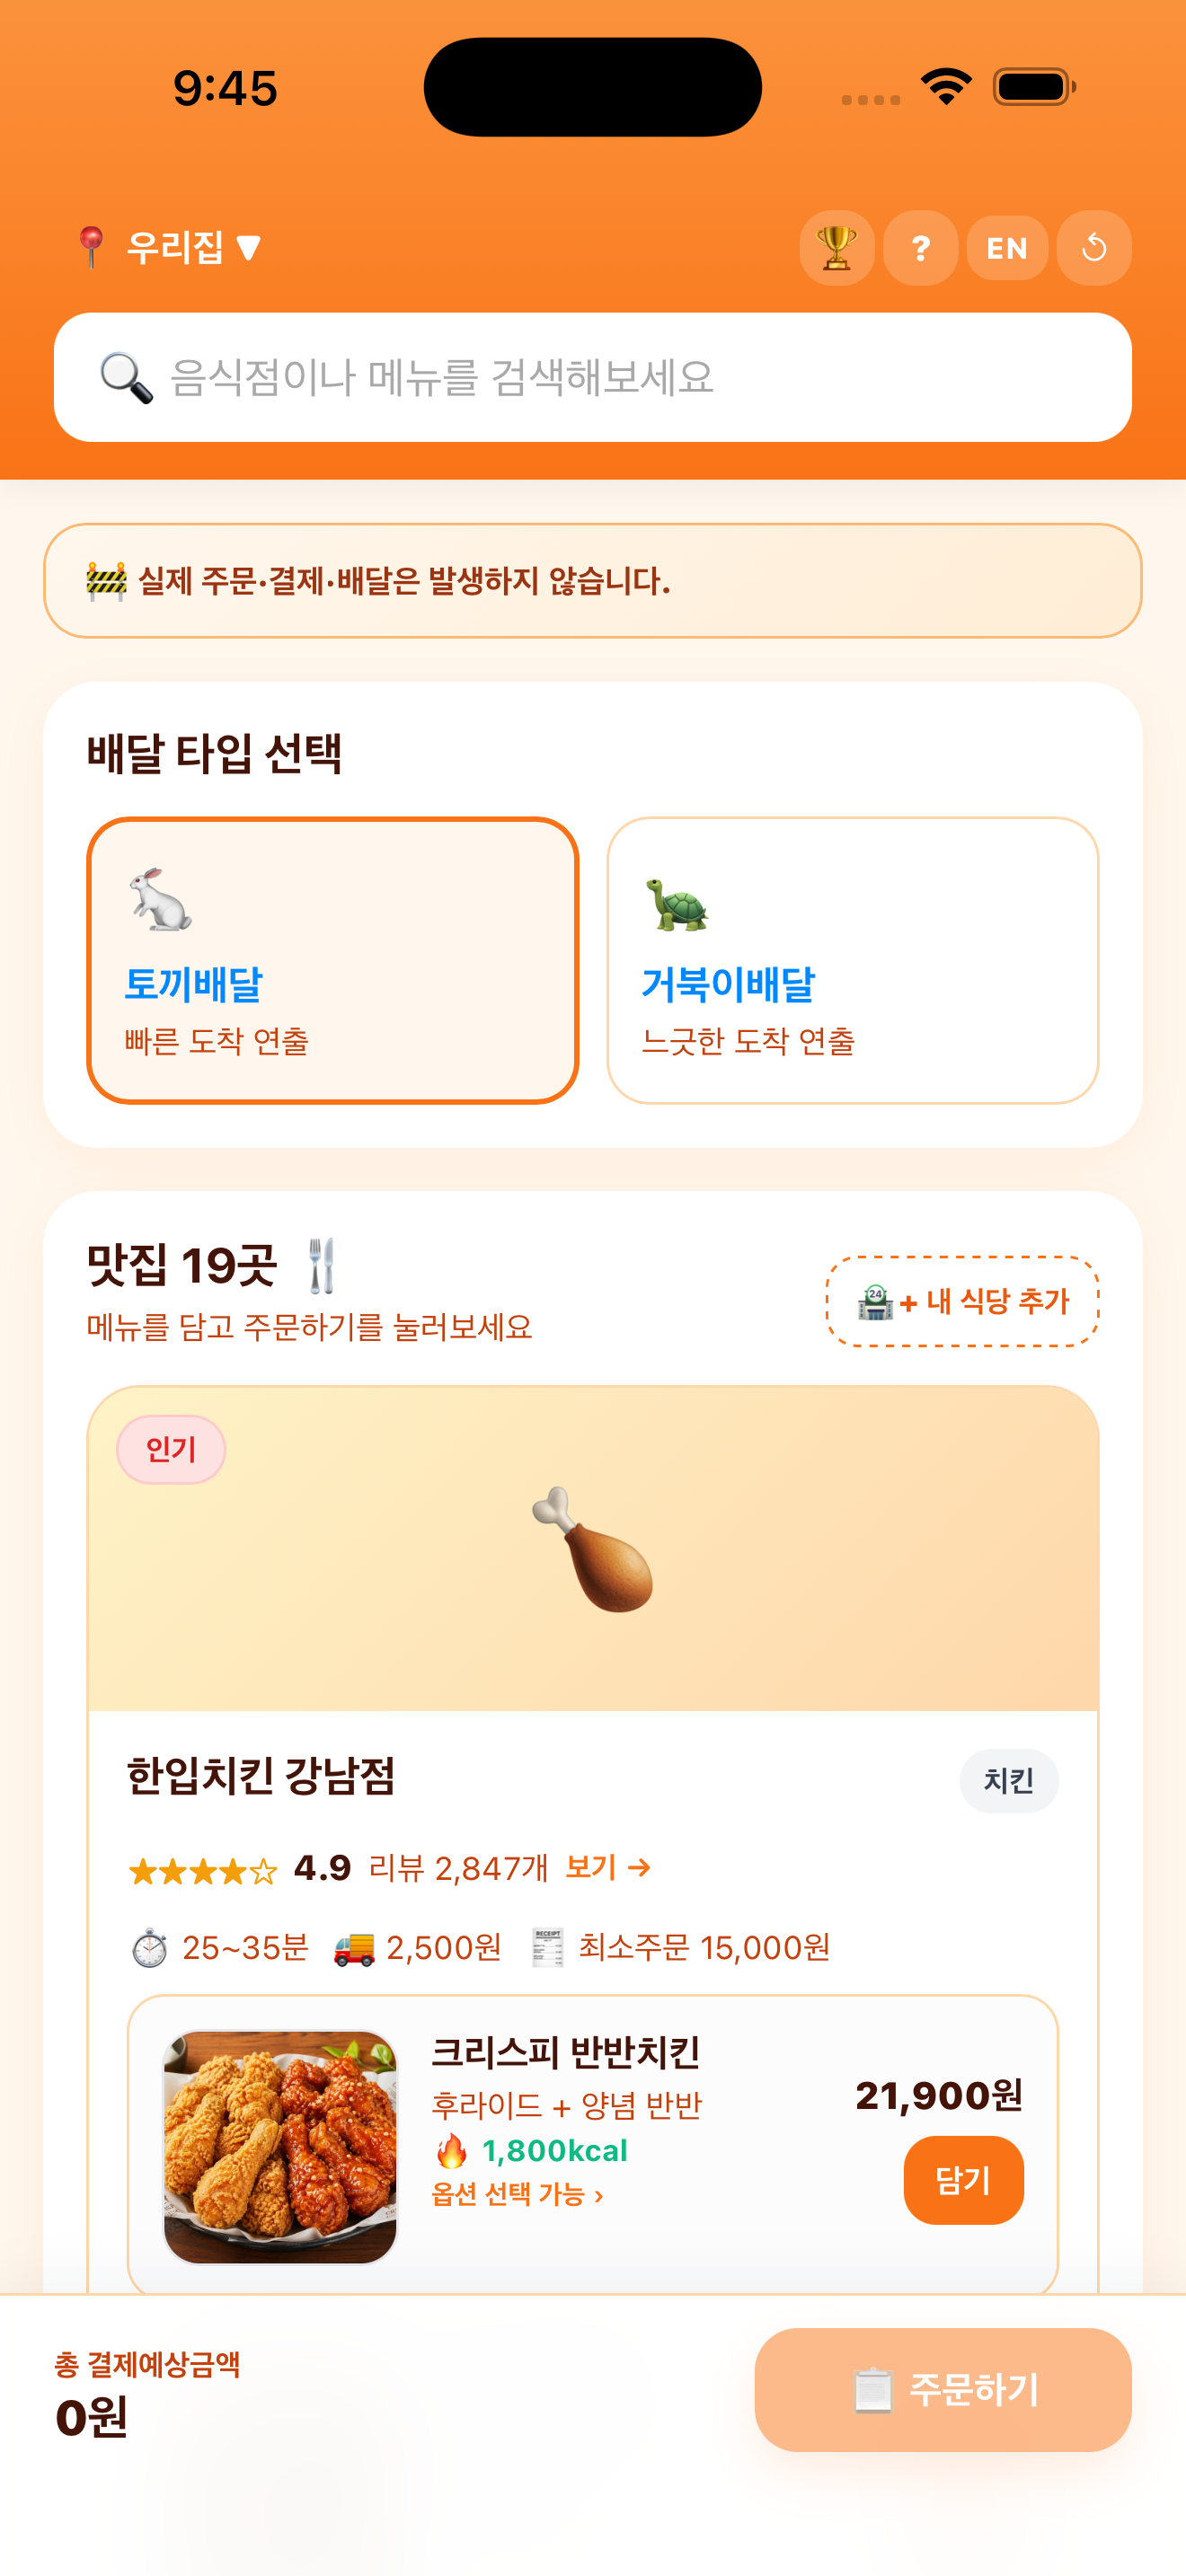 9:45
우리집 ▼
? EN
음식점이나 메뉴를 검색해보세요
실제 주문·결제·배달은 발생하지 않습니다.
배달 타입 선택
토끼배달
빠른 도착 연출
거북이배달
느긋한 도착 연출
맛집 19곳
메뉴를 담고 주문하기를 눌러보세요
+ 내 식당 추가
인기
한입치킨 강남점
치킨
★★★★☆ 4.9 리뷰 2,847개 보기 →
25~35분 2,500원 최소주문 15,000원
크리스피 반반치킨
후라이드 + 양념 반반
1,800kcal
옵션 선택 가능 ›
21,900원
담기
총 결제예상금액
0원
주문하기